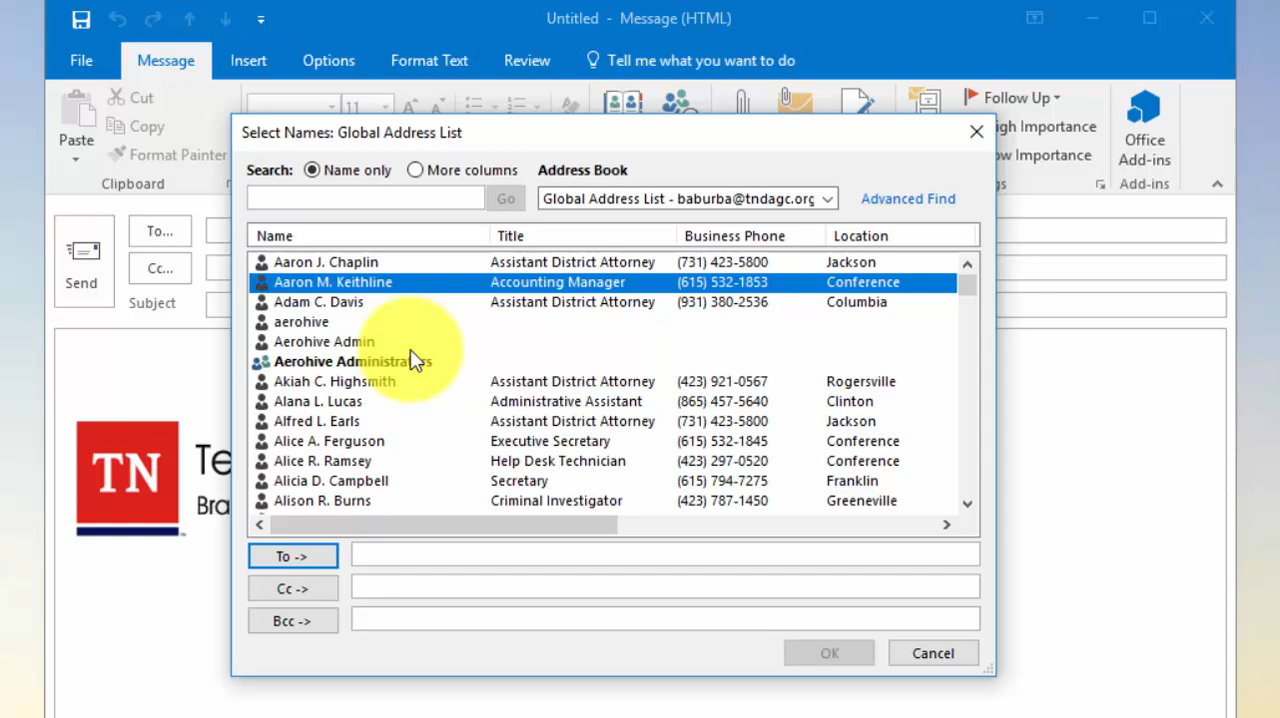 Untitled - Message (HTML)
File Message Insert Options Format Text Review Tell me what you want to do
Cut
Copy
Paste
Format Painter
Clipboard
11
Follow Up
igh Importance
ow Importance
gs
Office
Add-ins
Add-ins
Select Names: Global Address List
Search: Name only More columns Address Book
Go Global Address List - baburba@tndagc.org Advanced Find
Name Title Business Phone Location
Aaron J. Chaplin Assistant District Attorney (731) 423-5800 Jackson
Aaron M. Keithline Accounting Manager (615) 532-1853 Conference
Adam C. Davis Assistant District Attorney (931) 380-2536 Columbia
aerohive
Aerohive Admin
Aerohive Administrators
Akiah C. Highsmith Assistant District Attorney (423) 921-0567 Rogersville
Alana L. Lucas Administrative Assistant (865) 457-5640 Clinton
Alfred L. Earls Assistant District Attorney (731) 423-5800 Jackson
Alice A. Ferguson Executive Secretary (615) 532-1845 Conference
Alice R. Ramsey Help Desk Technician (423) 297-0520 Conference
Alicia D. Campbell Secretary (615) 794-7275 Franklin
Alison R. Burns Criminal Investigator (423) 787-1450 Greeneville
To ->
Cc ->
Bcc ->
OK Cancel
Send
To...
Cc...
Subject
TN
Te
Bra